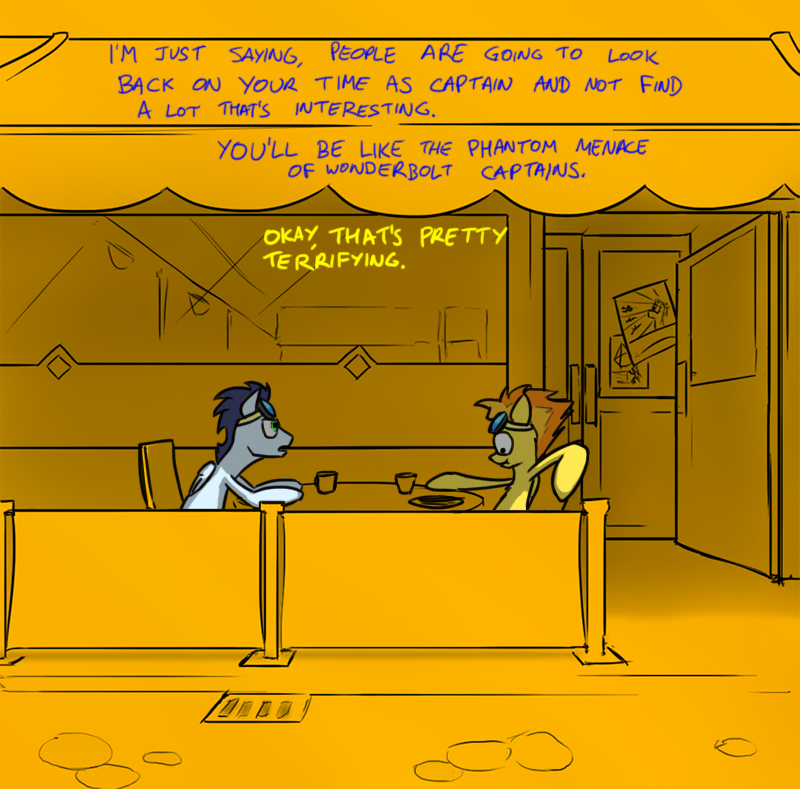 I'M JUST SAYING, PEOPLE ARE GOING TO LOOK
BACK ON YOUR TIME AS CAPTAIN AND NOT FIND
A LOT THAT'S INTERESTING.
YOU'LL BE LIKE THE PHANTOM MENACE
OF WONDERBOLT CAPTAINS.
OKAY, THAT'S PRETTY
TERRIFYING.